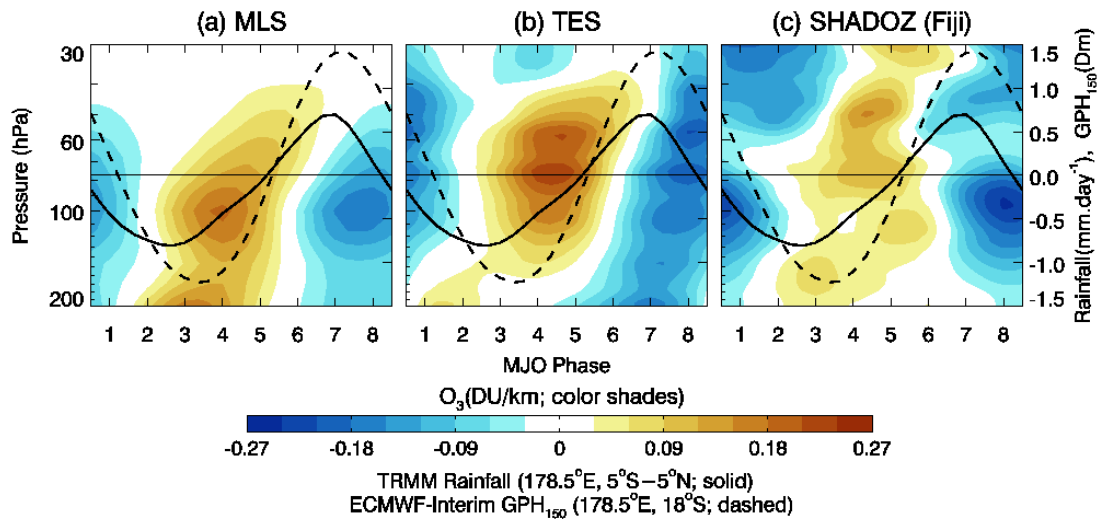 (a) MLS (b) TES (c) SHADOZ (Fiji)
Pressure (hPa)
30
60
100
200
1.5
1.0
0.5
0.0
-0.5
-1.0
-1.5
Rainfall(mm.day⁻¹), GPH₁₅₀(Dm)
1 2 3 4 5 6 7 8 1 2 3 4 5 6 7 8 1 2 3 4 5 6 7 8
MJO Phase
O₃(DU/km; color shades)
-0.27 -0.18 -0.09 0 0.09 0.18 0.27
TRMM Rainfall (178.5°E, 5°S−5°N; solid)
ECMWF-Interim GPH₁₅₀ (178.5°E, 18°S; dashed)